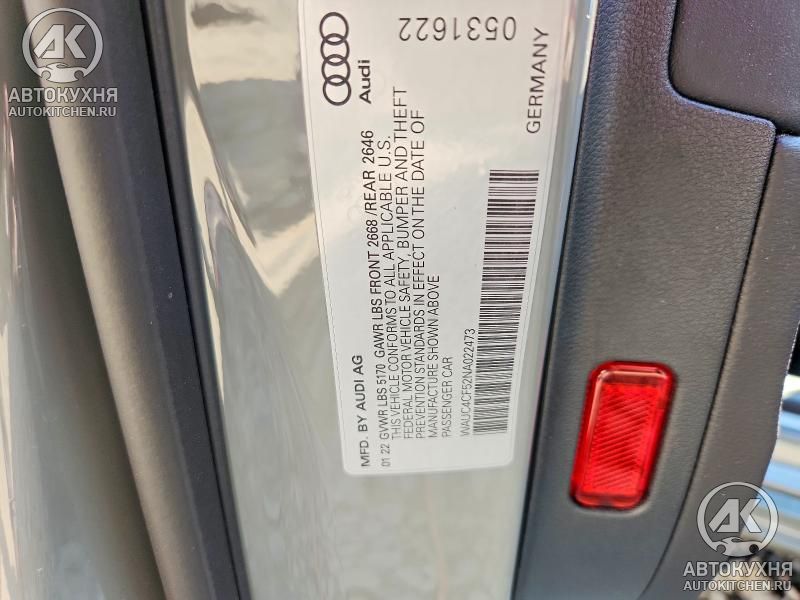 AK
АВТОКУХНЯ
AUTOKITCHEN.RU
MFD. BY AUDI AG
Audi
01 22 GVWR LBS 5170 GAWR LBS FRONT 2668 /REAR 2646
THIS VEHICLE CONFORMS TO ALL APPLICABLE U.S.
FEDERAL MOTOR VEHICLE SAFETY, BUMPER AND THEFT
PREVENTION STANDARDS IN EFFECT ON THE DATE OF
MANUFACTURE SHOWN ABOVE
0531622
PASSENGER CAR
WAUC4CF52NA022473
GERMANY
AK
АВТОКУХНЯ
AUTOKITCHEN.RU